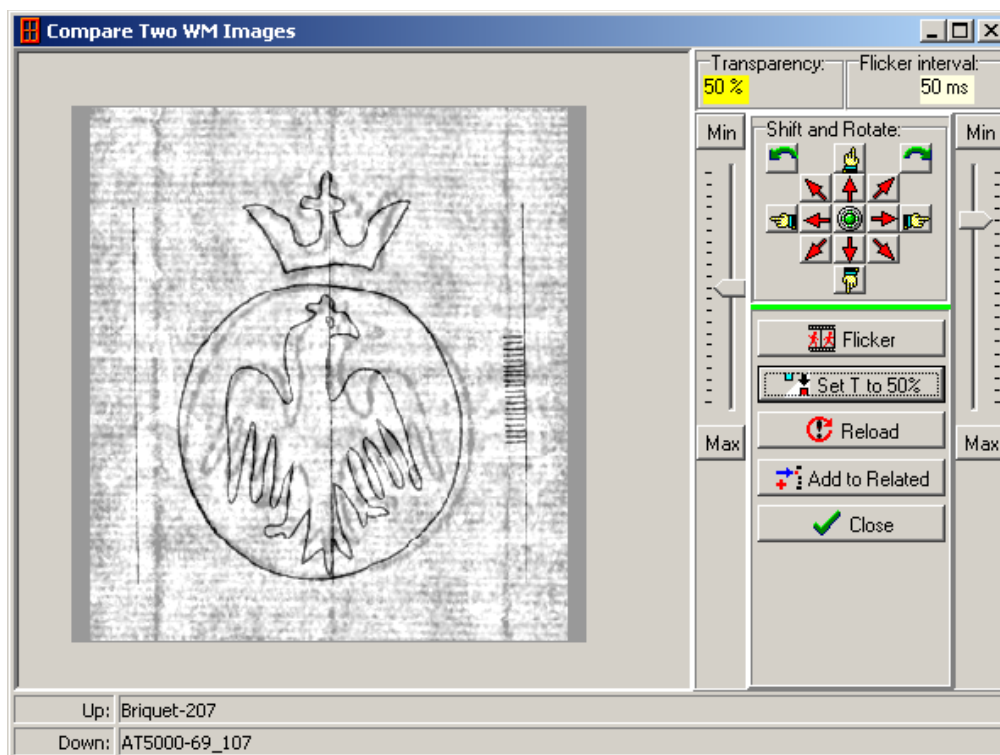 Compare Two WM Images
Transparency: Flicker interval:
50 % 50 ms
Min Shift and Rotate: Min
Flicker
Set T to 50%
Max Reload Max
Add to Related
Close
Up: Briquet-207
Down: AT5000-69_107